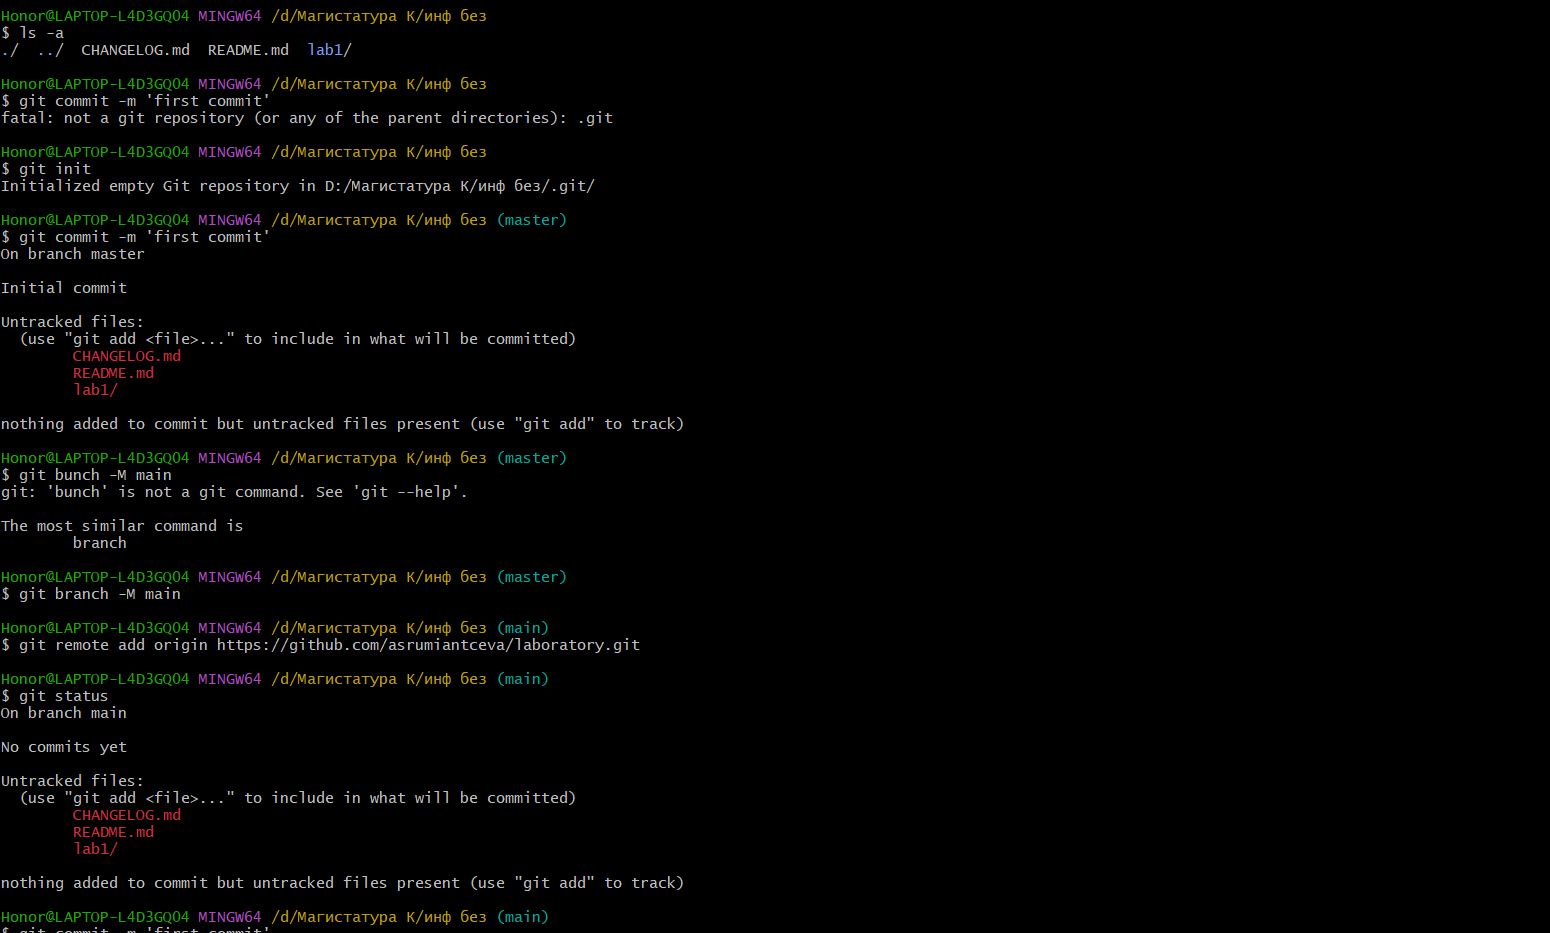 Honor@LAPTOP-L4D3GQO4 MINGW64 /d/Магистатура К/инф без
$ ls -a
./  ../  CHANGELOG.md  README.md  lab1/
Honor@LAPTOP-L4D3GQO4 MINGW64 /d/Магистатура К/инф без
$ git commit -m 'first commit'
fatal: not a git repository (or any of the parent directories): .git
Honor@LAPTOP-L4D3GQO4 MINGW64 /d/Магистатура К/инф без
$ git init
Initialized empty Git repository in D:/Магистатура К/инф без/.git/
Honor@LAPTOP-L4D3GQO4 MINGW64 /d/Магистатура К/инф без (master)
$ git commit -m 'first commit'
On branch master
Initial commit
Untracked files:
  (use "git add <file>..." to include in what will be committed)
        CHANGELOG.md
        README.md
        lab1/
nothing added to commit but untracked files present (use "git add" to track)
Honor@LAPTOP-L4D3GQO4 MINGW64 /d/Магистатура К/инф без (master)
$ git bunch -M main
git: 'bunch' is not a git command. See 'git --help'.
The most similar command is
        branch
Honor@LAPTOP-L4D3GQO4 MINGW64 /d/Магистатура К/инф без (master)
$ git branch -M main
Honor@LAPTOP-L4D3GQO4 MINGW64 /d/Магистатура К/инф без (main)
$ git remote add origin https://github.com/asrumiantceva/laboratory.git
Honor@LAPTOP-L4D3GQO4 MINGW64 /d/Магистатура К/инф без (main)
$ git status
On branch main
No commits yet
Untracked files:
  (use "git add <file>..." to include in what will be committed)
        CHANGELOG.md
        README.md
        lab1/
nothing added to commit but untracked files present (use "git add" to track)
Honor@LAPTOP-L4D3GQO4 MINGW64 /d/Магистатура К/инф без (main)
$ git commit -m 'first commit'